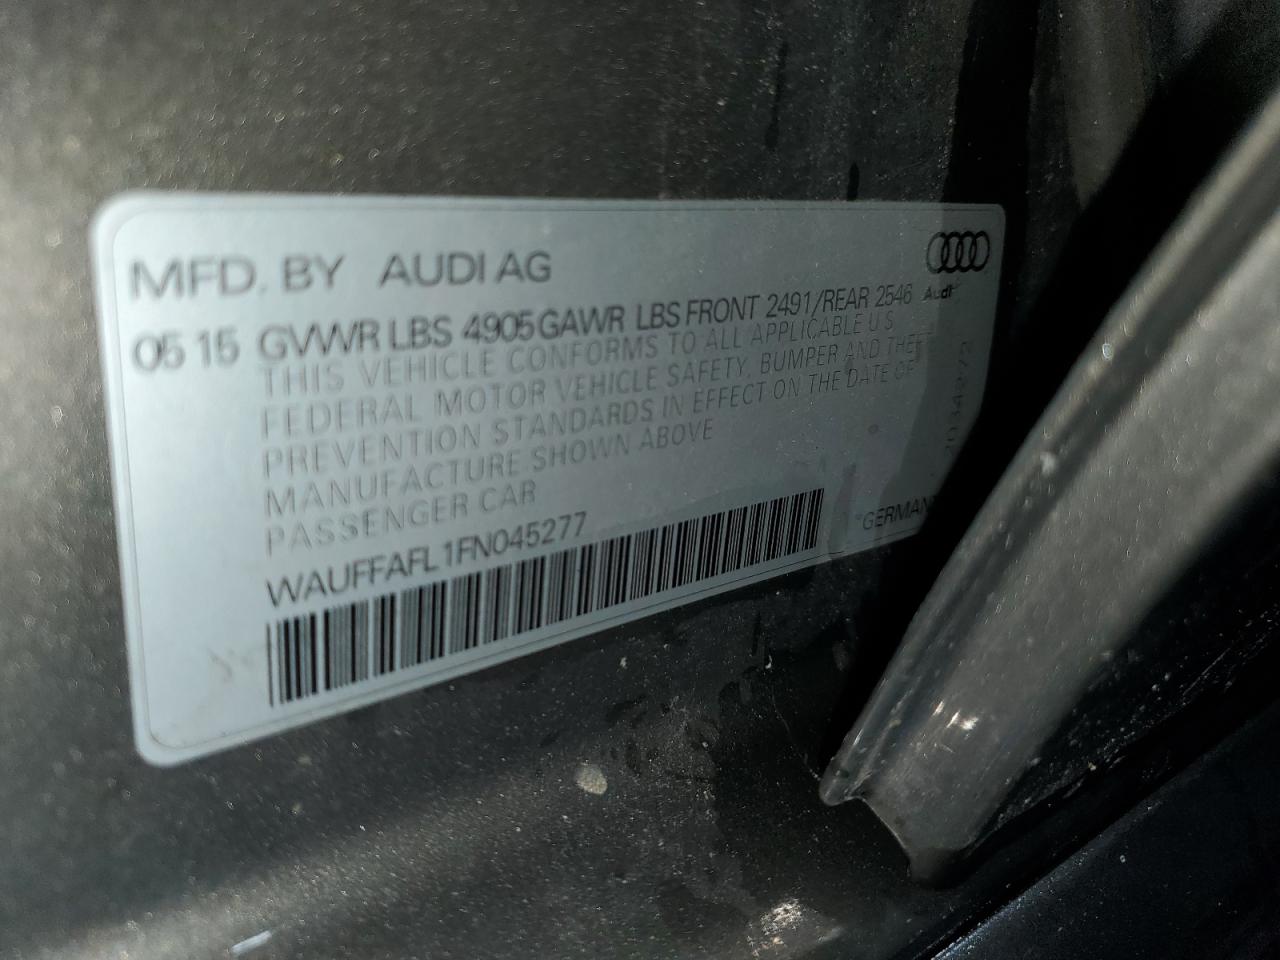 MFD. BY AUDI AG
Audi
05 15 GVWR LBS 4905 GAWR LBS FRONT 2491/REAR 2546
THIS VEHICLE CONFORMS TO ALL APPLICABLE U S
FEDERAL MOTOR VEHICLE SAFETY, BUMPER AND THEFT
PREVENTION STANDARDS IN EFFECT ON THE DATE OF
MANUFACTURE SHOWN ABOVE
PASSENGER CAR
WAUFFAFL1FN045277
GERMANY